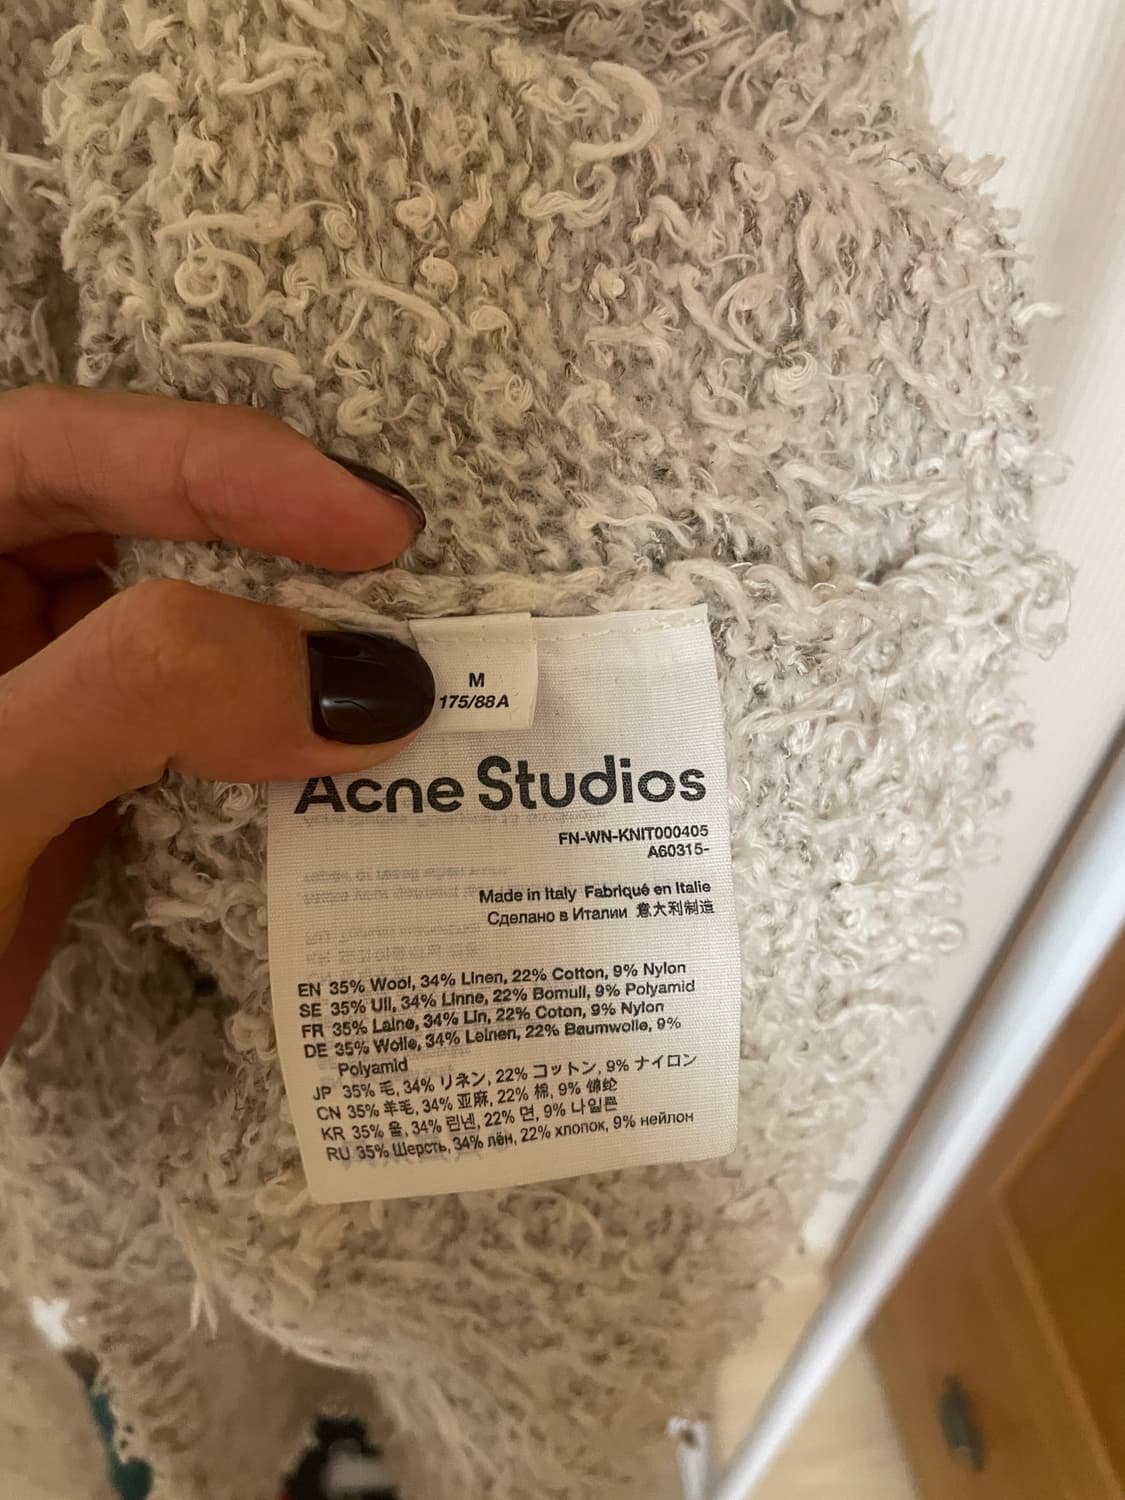 M
175/88A
Acne Studios
FN-WN-KNIT000405
A60315-
Made in Italy Fabriqué en Italie
Сделано в Италии 意大利制造
EN 35% Wool, 34% Linen, 22% Cotton, 9% Nylon
SE 35% Ull, 34% Linne, 22% Bomull, 9% Polyamid
FR 35% Laine, 34% Lin, 22% Coton, 9% Nylon
DE 35% Wolle, 34% Leinen, 22% Baumwolle, 9%
Polyamid
JP 35% 毛, 34% リネン, 22% コットン, 9% ナイロン
CN 35% 羊毛, 34% 亚麻, 22% 棉, 9% 锦纶
KR 35% 울, 34% 린넨, 22% 면, 9% 나일론
RU 35% Шерсть, 34% лён, 22% хлопок, 9% нейлон